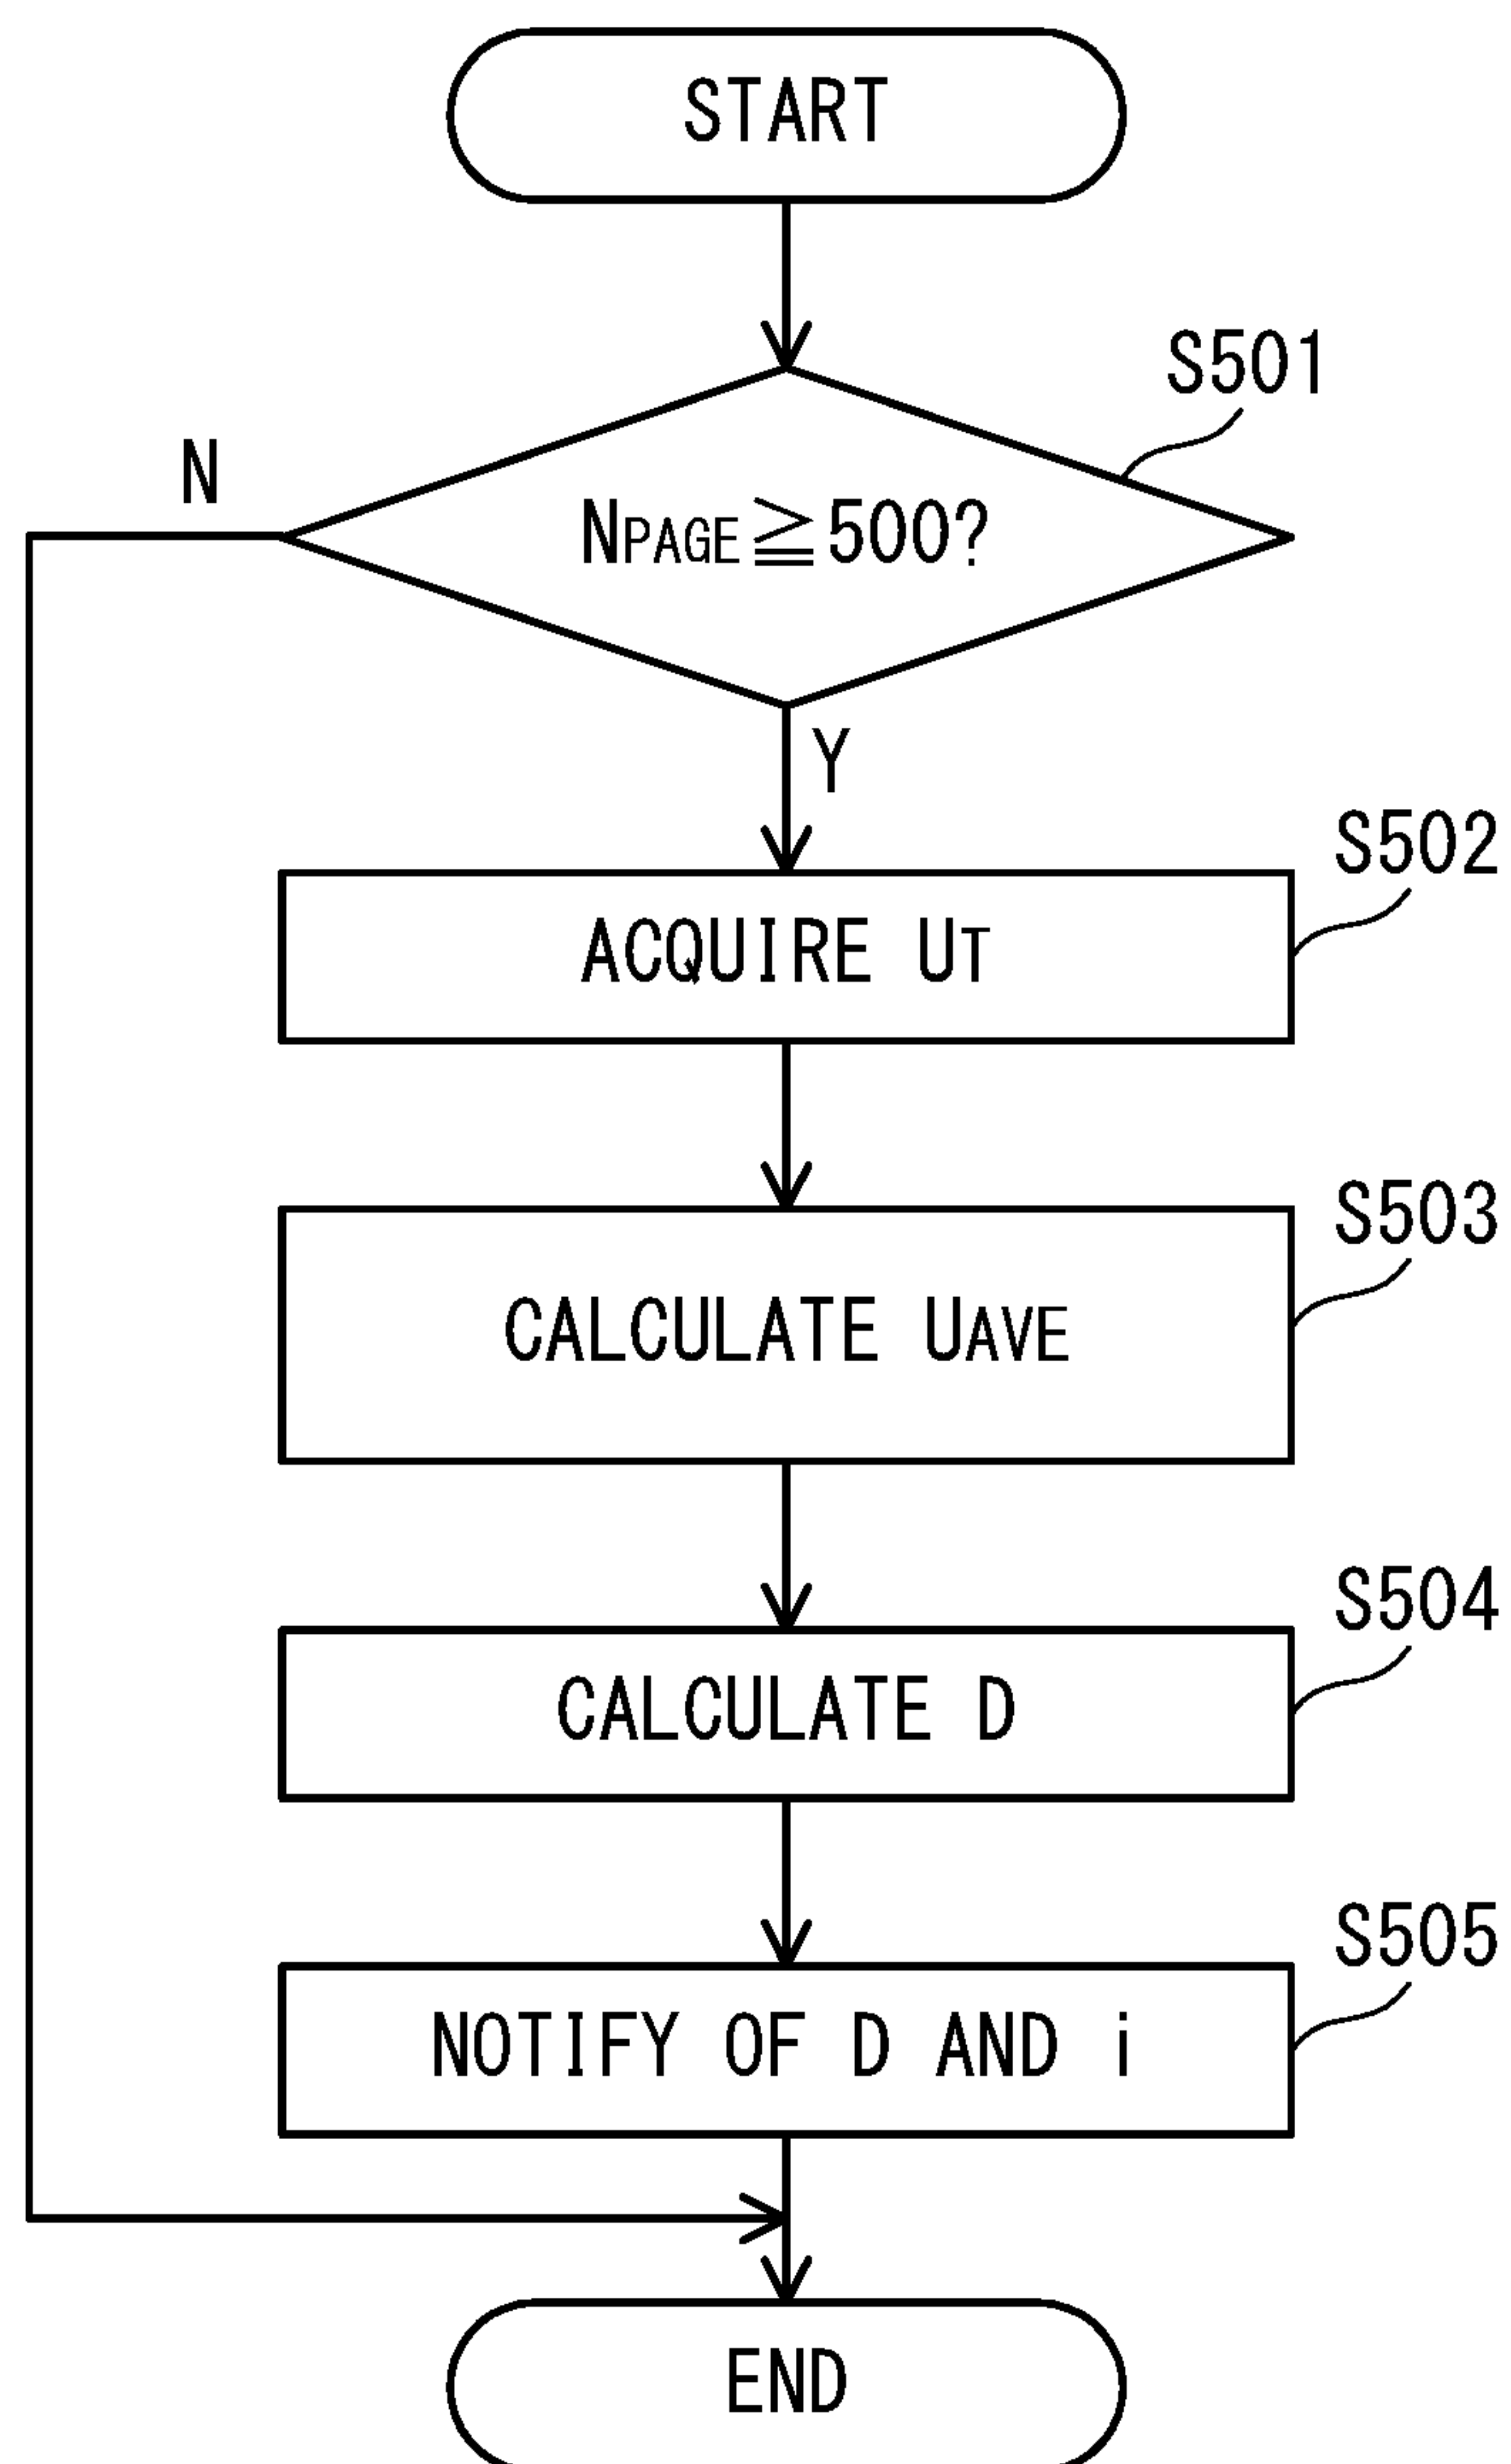 START
S501
N
NPAGE≧500?
Y
S502
ACQUIRE UT
S503
CALCULATE UAVE
S504
CALCULATE D
S505
NOTIFY OF D AND i
END